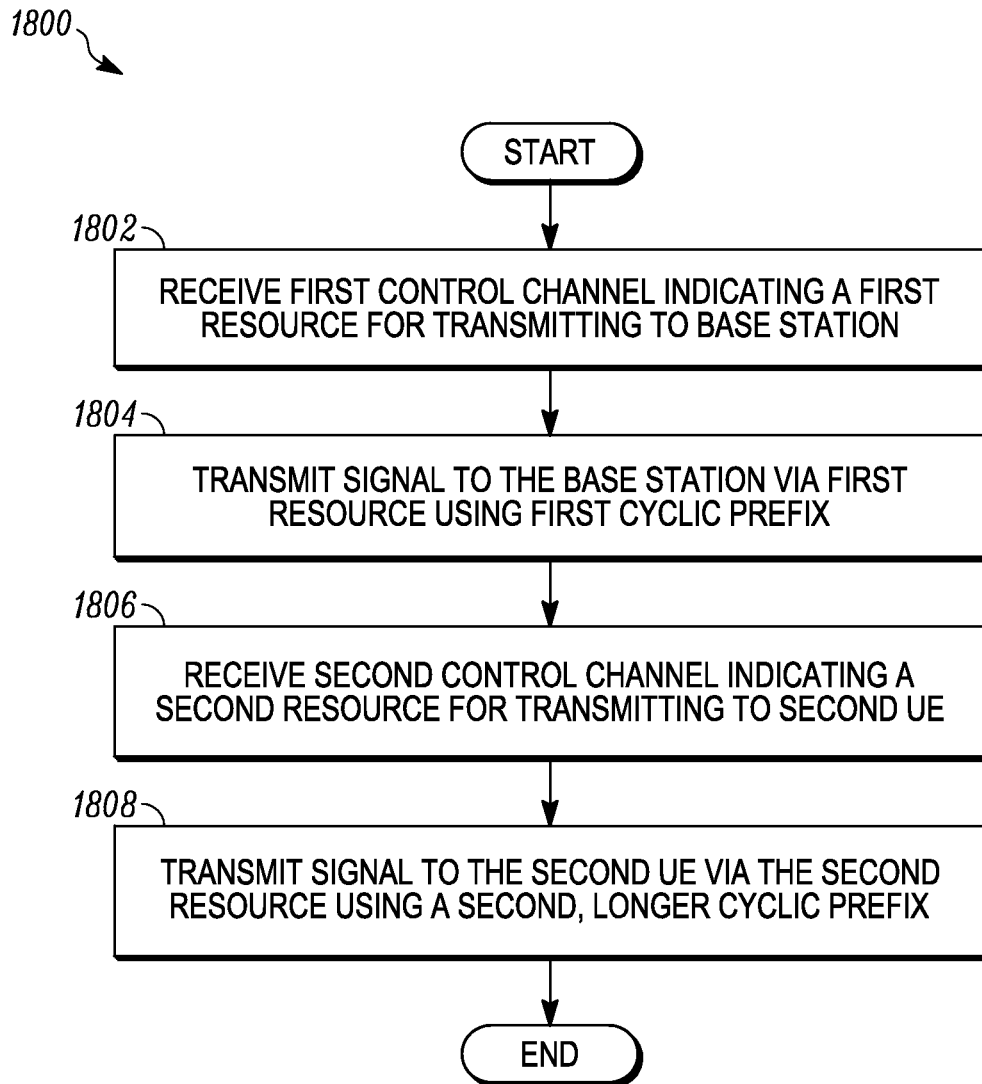 1800
START
1802
RECEIVE FIRST CONTROL CHANNEL INDICATING A FIRST
RESOURCE FOR TRANSMITTING TO BASE STATION
1804
TRANSMIT SIGNAL TO THE BASE STATION VIA FIRST
RESOURCE USING FIRST CYCLIC PREFIX
1806
RECEIVE SECOND CONTROL CHANNEL INDICATING A
SECOND RESOURCE FOR TRANSMITTING TO SECOND UE
1808
TRANSMIT SIGNAL TO THE SECOND UE VIA THE SECOND
RESOURCE USING A SECOND, LONGER CYCLIC PREFIX
END